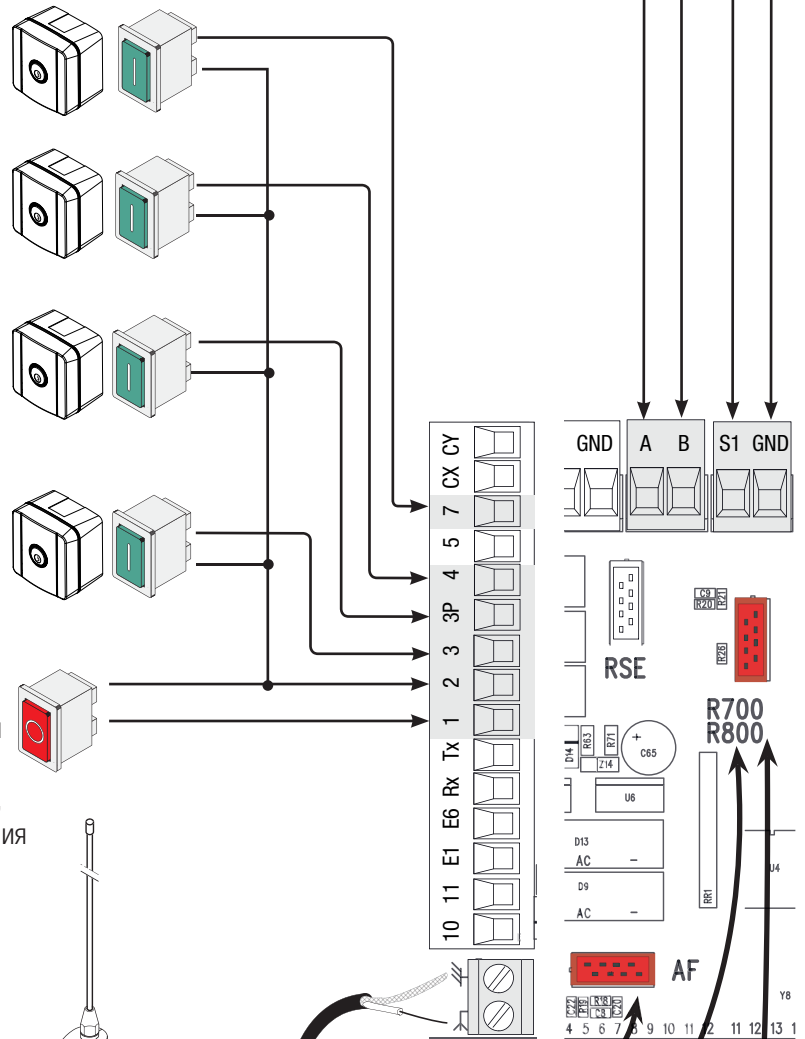 GND A B S1 GND
CY
CX
7
5
4
3P
3
2
1
Tx
Rx
E6
E1
11
10
C9
R20
R21
R26
RSE
R700
R800
D14
R63
R71
Z14
+
C65
U6
D13
AC -
D9
AC -
RR1
U4
ия
AF
Y8
C22
R19
R18
C8
C20
4 5 6 7 8 9 10 11 12 11 12 13 1